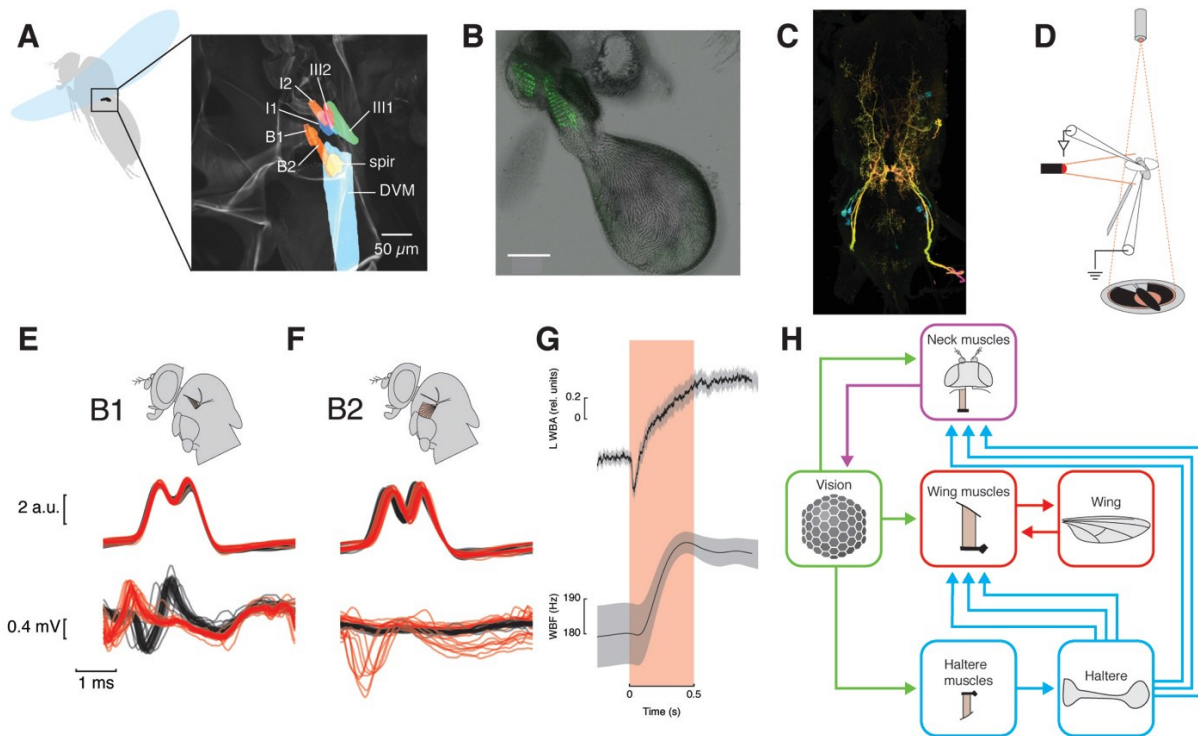 A
I2
III2
I1
III1
B1
B2
spir
DVM
50 µm
B
C
D
E
B1
2 a.u.
0.4 mV
1 ms
F
B2
G
L WBA (rel. units)
0.2
0
WBF (Hz)
190
180
0
0.5
Time (s)
H
Neck muscles
Vision
Wing muscles
Wing
Haltere
muscles
Haltere